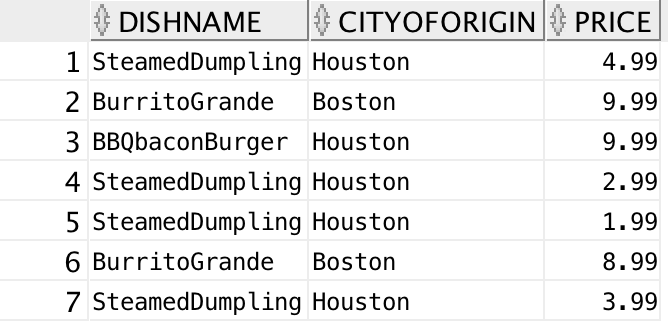 DISHNAME CITYOFORIGIN PRICE
1 SteamedDumpling Houston 4.99
2 BurritoGrande Boston 9.99
3 BBQbaconBurger Houston 9.99
4 SteamedDumpling Houston 2.99
5 SteamedDumpling Houston 1.99
6 BurritoGrande Boston 8.99
7 SteamedDumpling Houston 3.99